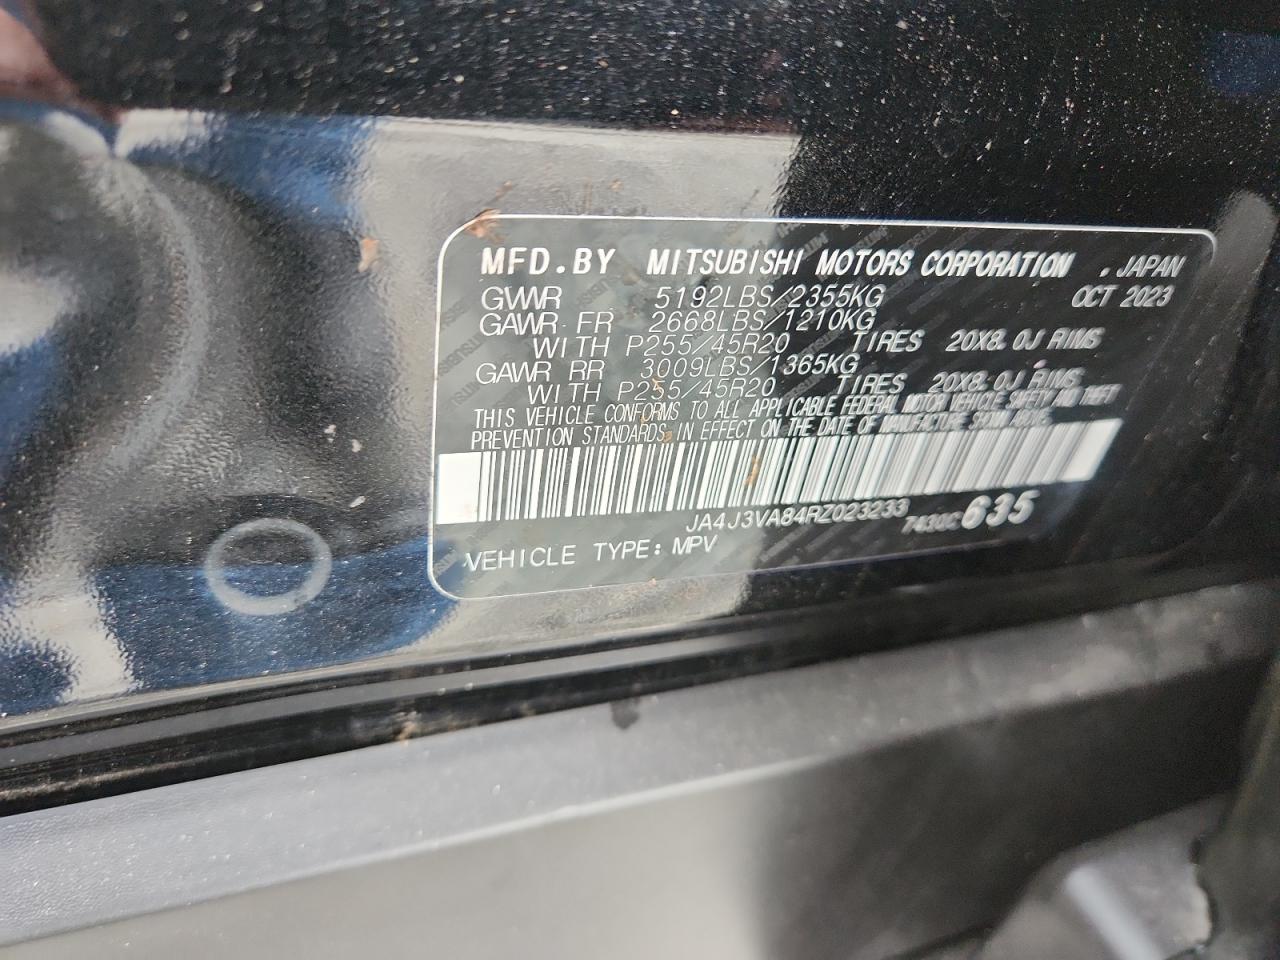 MFD.BY MITSUBISHI MOTORS CORPORATION .JAPAN
GVWR 5192LBS/2355KG OCT 2023
GAWR FR 2668LBS/1210KG
WITH P255/45R20 TIRES 20X8.0J RIMS
GAWR RR 3009LBS/1365KG
WITH P255/45R20 TIRES 20X8.0J RIMS
THIS VEHICLE CONFORMS TO ALL APPLICABLE FEDERAL MOTOR VEHICLE SAFETY AND THEFT
PREVENTION STANDARDS IN EFFECT ON THE DATE OF MANUFACTURE SHOWN ABOVE.
JA4J3VA84RZ023233 7430C635
VEHICLE TYPE: MPV